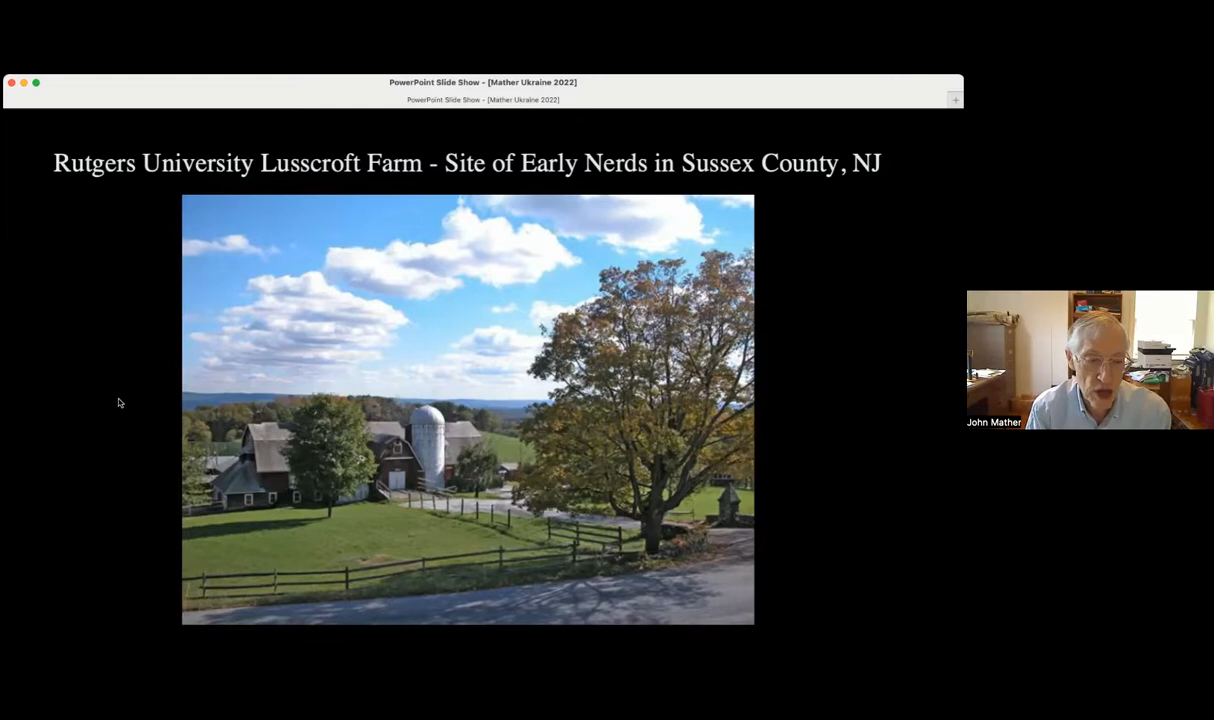 PowerPoint Slide Show - [Mather Ukraine 2022]
PowerPoint Slide Show - [Mather Ukraine 2022]
Rutgers University Lusscroft Farm - Site of Early Nerds in Sussex County, NJ
John Mather